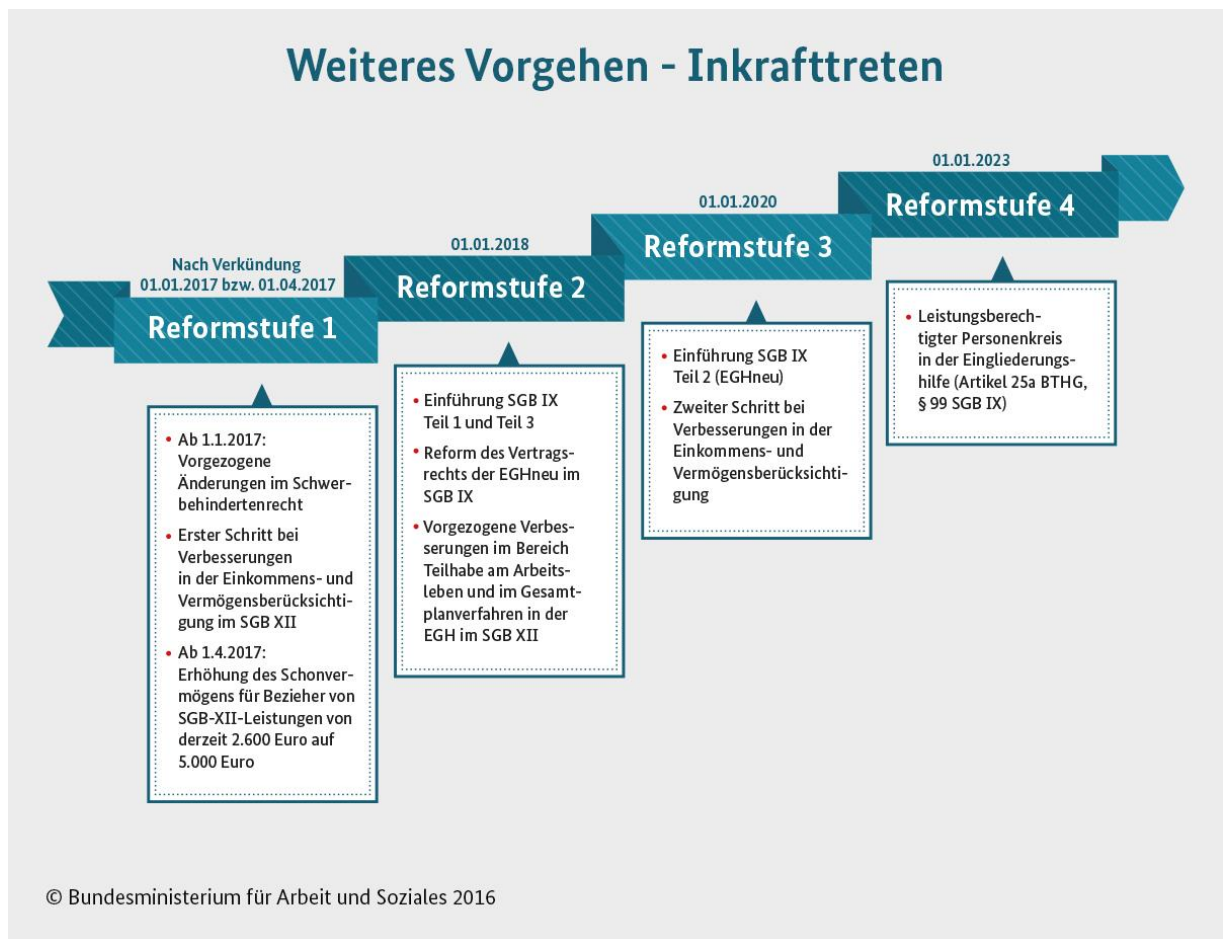 Weiteres Vorgehen - Inkrafttreten
Nach Verkündung
01.01.2017 bzw. 01.04.2017
Reformstufe 1
• Ab 1.1.2017:
Vorgezogene
Änderungen im Schwer-
behindertenrecht
• Erster Schritt bei
Verbesserungen
in der Einkommens- und
Vermögensberücksichti-
gung im SGB XII
• Ab 1.4.2017:
Erhöhung des Schonver-
mögens für Bezieher von
SGB-XII-Leistungen von
derzeit 2.600 Euro auf
5.000 Euro
01.01.2018
Reformstufe 2
• Einführung SGB IX
Teil 1 und Teil 3
• Reform des Vertrags-
rechts der EGHneu im
SGB IX
• Vorgezogene Verbes-
serungen im Bereich
Teilhabe am Arbeits-
leben und im Gesamt-
planverfahren in der
EGH im SGB XII
01.01.2020
Reformstufe 3
• Einführung SGB IX
Teil 2 (EGHneu)
• Zweiter Schritt bei
Verbesserungen in der
Einkommens- und
Vermögensberücksichti-
gung
01.01.2023
Reformstufe 4
• Leistungsberech-
tigter Personenkreis
in der Eingliederungs-
hilfe (Artikel 25a BTHG,
§ 99 SGB IX)
© Bundesministerium für Arbeit und Soziales 2016